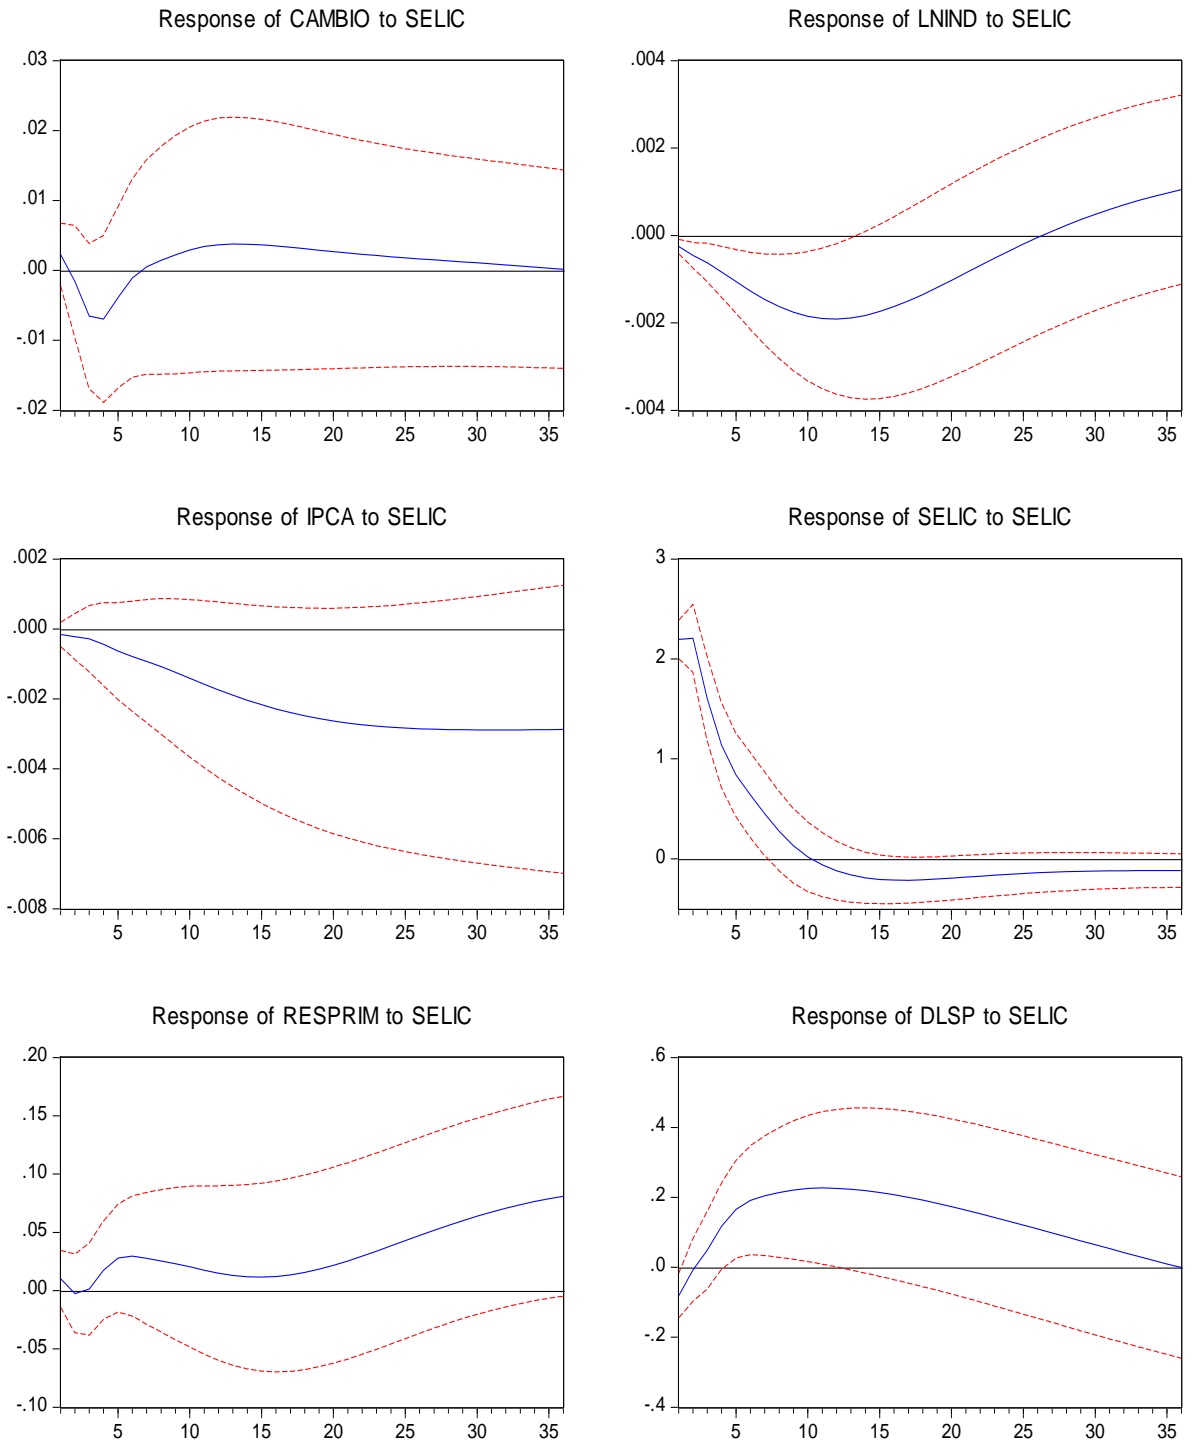 Response of CAMBIO to SELIC
.03
.02
.01
.00
-.01
-.02
5 10 15 20 25 30 35
Response of LNIND to SELIC
.004
.002
.000
-.002
-.004
5 10 15 20 25 30 35
Response of IPCA to SELIC
.002
.000
-.002
-.004
-.006
-.008
5 10 15 20 25 30 35
Response of SELIC to SELIC
3
2
1
0
5 10 15 20 25 30 35
Response of RESPRIM to SELIC
.20
.15
.10
.05
.00
-.05
-.10
5 10 15 20 25 30 35
Response of DLSP to SELIC
.6
.4
.2
.0
-.2
-.4
5 10 15 20 25 30 35